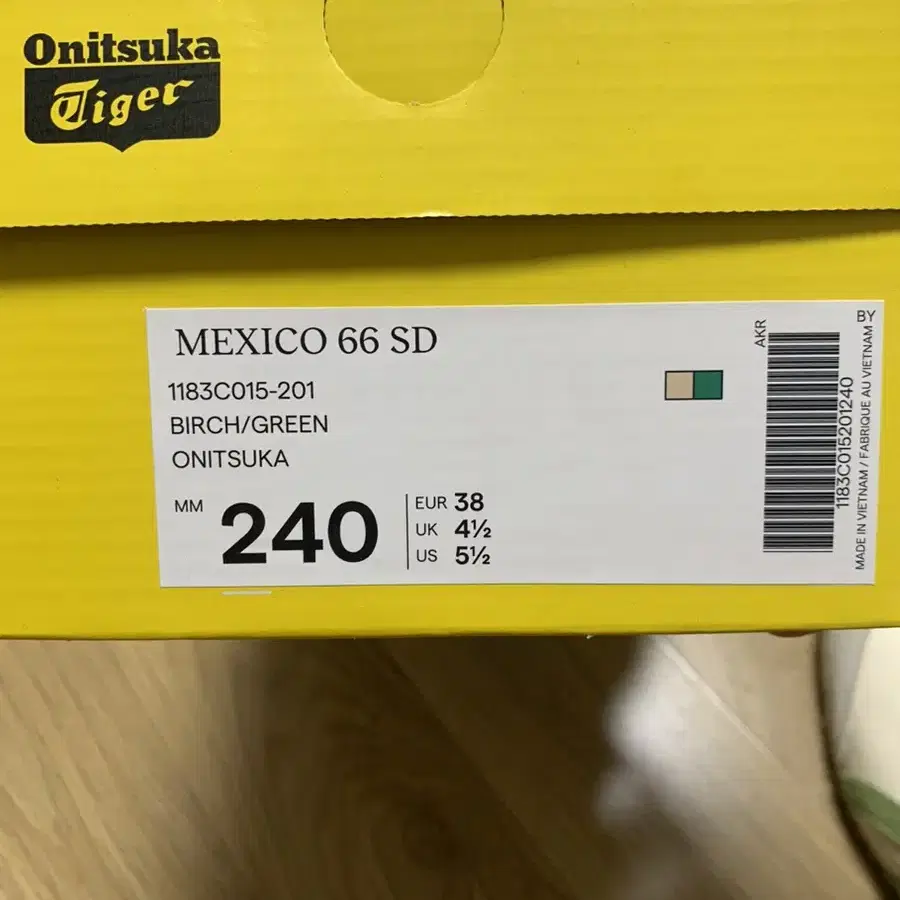 Onitsuka
Tiger
MEXICO 66 SD
1183C015-201
BIRCH/GREEN
ONITSUKA
MM 240
EUR 38
UK 4½
US 5½
AKR
1183C015201240
MADE IN VIETNAM / FABRIQUE AU VIETNAM
BY